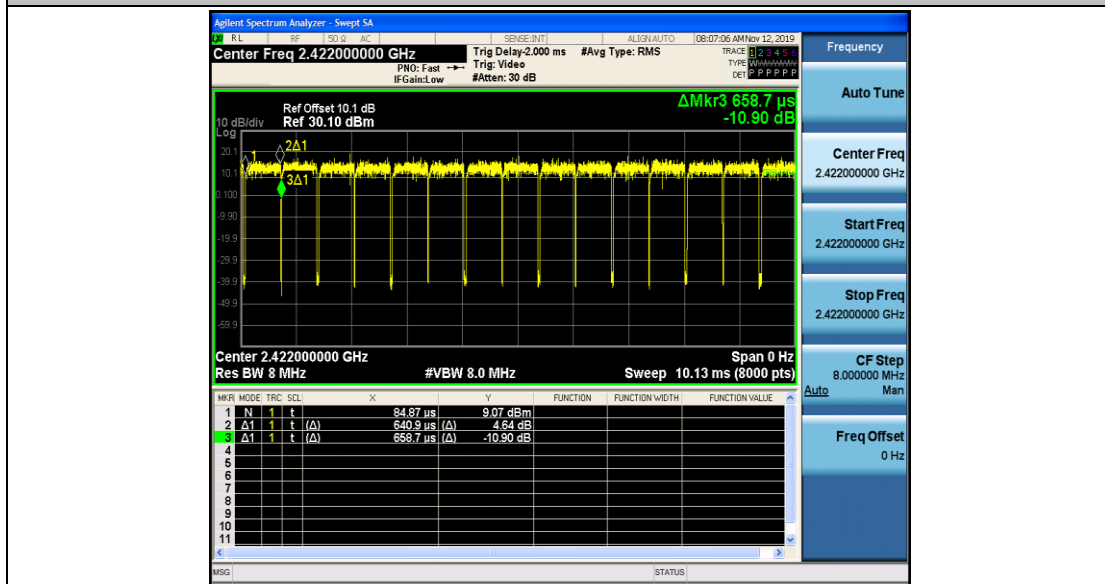 Agilent Spectrum Analyzer - Swept SA
RL RF 50 Ω AC SENSE:INT ALIGNAUTO 08:07:06 AM Nov 12, 2019
Center Freq 2.422000000 GHz
PNO: Fast
IFGain:Low
Trig Delay-2.000 ms
Trig: Video
#Atten: 30 dB
#Avg Type: RMS
TRACE 1 2 3 4 5 6
TYPE
DET P P P P P P
ΔMkr3 658.7 µs
-10.90 dB
Ref Offset 10.1 dB
10 dB/div Ref 30.10 dBm
Log
20.1
10.1
0.100
-9.90
-19.9
-29.9
-39.9
-49.9
-59.9
1
2Δ1
3Δ1
Center 2.422000000 GHz Span 0 Hz
Res BW 8 MHz #VBW 8.0 MHz Sweep 10.13 ms (8000 pts)
MKR MODE TRC SCL X Y FUNCTION FUNCTION WIDTH FUNCTION VALUE
1 N 1 t 84.87 µs 9.07 dBm
2 Δ1 1 t (Δ) 640.9 µs (Δ) 4.64 dB
3 Δ1 1 t (Δ) 658.7 µs (Δ) -10.90 dB
4
5
6
7
8
9
10
11
MSG STATUS
Frequency
Auto Tune
Center Freq
2.422000000 GHz
Start Freq
2.422000000 GHz
Stop Freq
2.422000000 GHz
CF Step
8.000000 MHz
Auto Man
Freq Offset
0 Hz